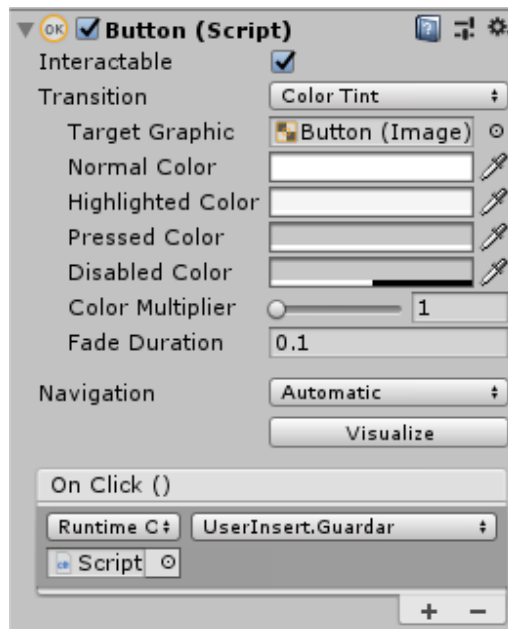 OK Button (Script)
Interactable
Transition Color Tint
Target Graphic Button (Image)
Normal Color
Highlighted Color
Pressed Color
Disabled Color
Color Multiplier 1
Fade Duration 0.1
Navigation Automatic
Visualize
On Click ()
Runtime C UserInsert.Guardar
Script
+ −